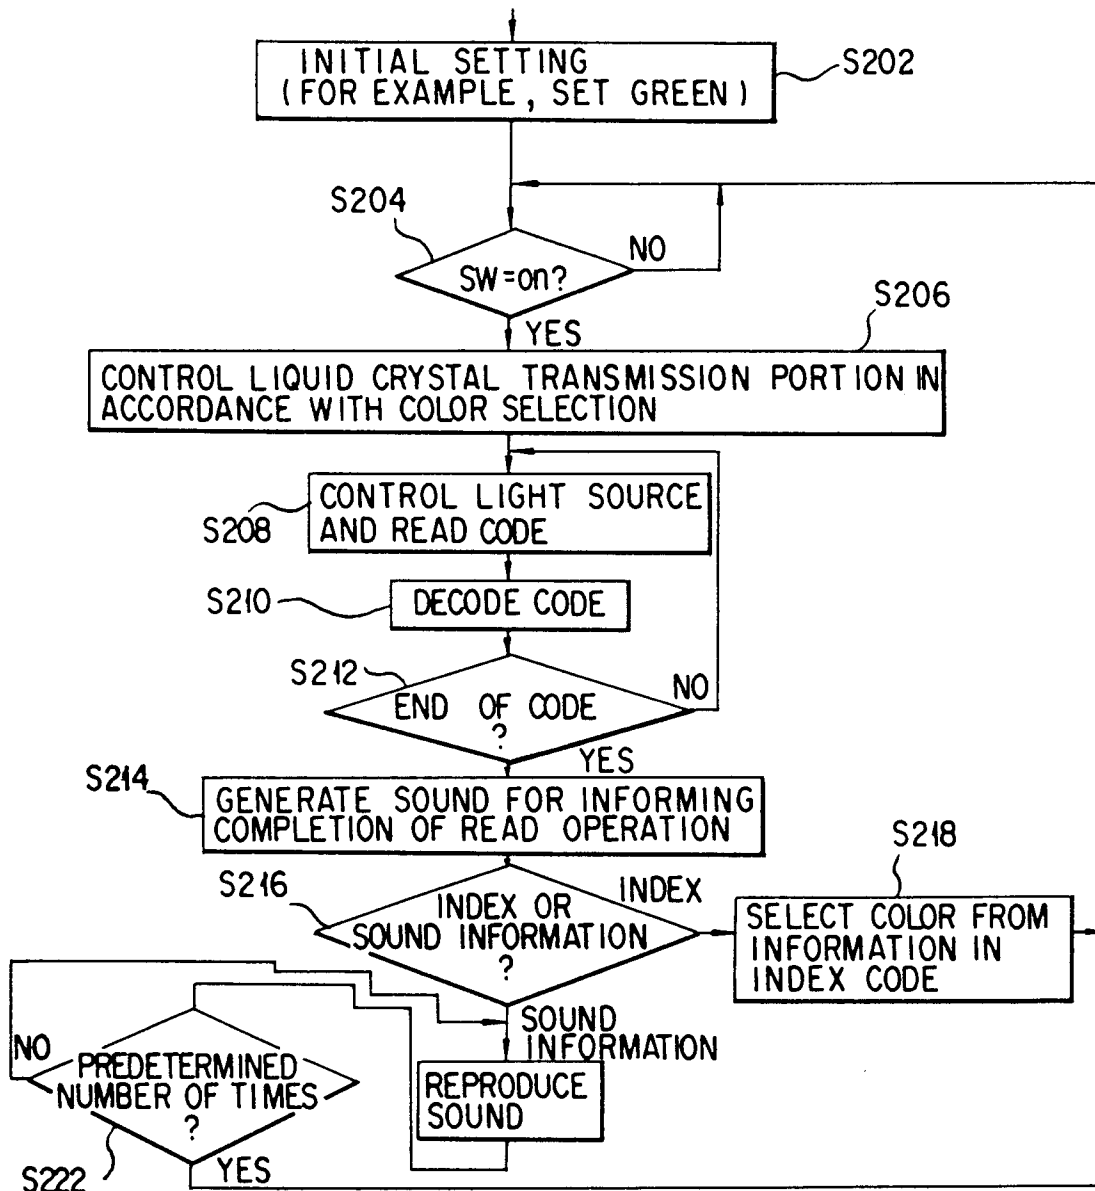 INITIAL SETTING
(FOR EXAMPLE, SET GREEN)
S202
S204
SW=on?
NO
YES
S206
CONTROL LIQUID CRYSTAL TRANSMISSION PORTION IN
ACCORDANCE WITH COLOR SELECTION
S208
CONTROL LIGHT SOURCE
AND READ CODE
S210
DECODE CODE
S212
END OF CODE
?
NO
YES
S214
GENERATE SOUND FOR INFORMING
COMPLETION OF READ OPERATION
S216
INDEX OR
SOUND INFORMATION
?
INDEX
S218
SELECT COLOR FROM
INFORMATION IN
INDEX CODE
SOUND
INFORMATION
REPRODUCE
SOUND
NO
PREDETERMINED
NUMBER OF TIMES
?
S222
YES